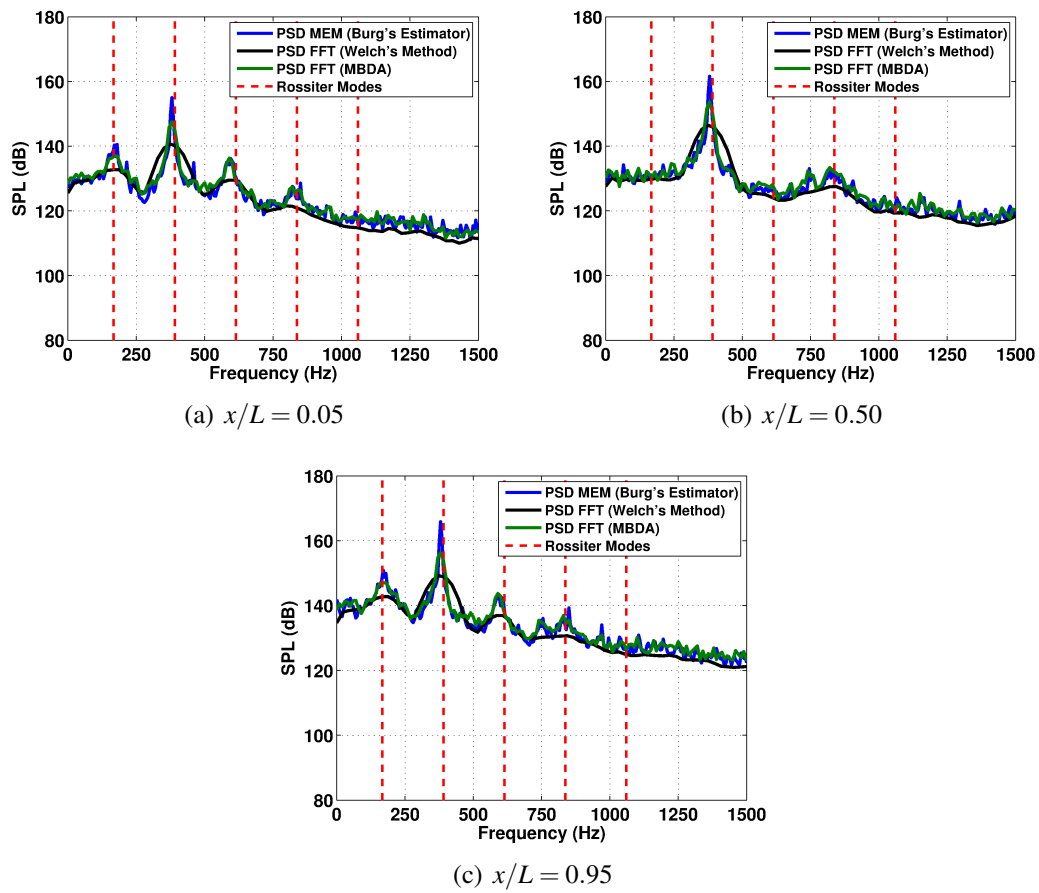 PSD MEM (Burg's Estimator)
PSD FFT (Welch's Method)
PSD FFT (MBDA)
Rossiter Modes
180
160
140
120
100
80
SPL (dB)
0 250 500 750 1000 1250 1500
Frequency (Hz)
(a) x/L = 0.05
PSD MEM (Burg's Estimator)
PSD FFT (Welch's Method)
PSD FFT (MBDA)
Rossiter Modes
180
160
140
120
100
80
SPL (dB)
0 250 500 750 1000 1250 1500
Frequency (Hz)
(b) x/L = 0.50
PSD MEM (Burg's Estimator)
PSD FFT (Welch's Method)
PSD FFT (MBDA)
Rossiter Modes
180
160
140
120
100
80
SPL (dB)
0 250 500 750 1000 1250 1500
Frequency (Hz)
(c) x/L = 0.95